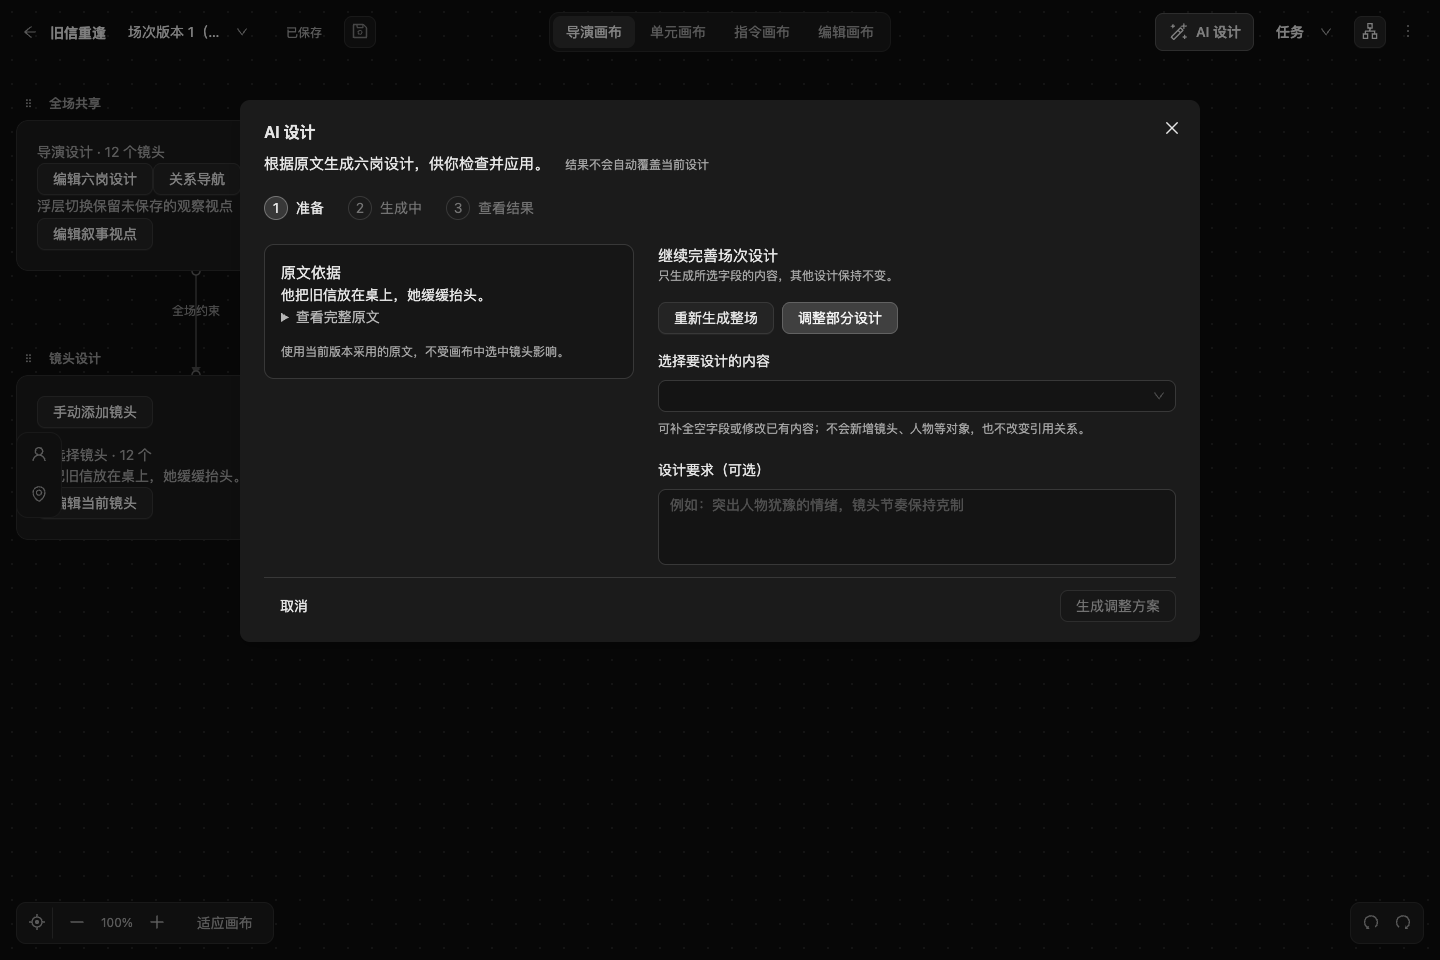 旧信重逢 场次版本 1（... 已保存 导演画布 单元画布 指令画布 编辑画布 AI 设计 任务
全场共享
导演设计 · 12 个镜头
编辑六岗设计 关系导航
浮层切换保留未保存的观察视点
编辑叙事视点
全场约束
镜头设计
手动添加镜头
选择镜头 · 12 个
旧信放在桌上，她缓缓抬头。
编辑当前镜头
AI 设计
根据原文生成六岗设计，供你检查并应用。 结果不会自动覆盖当前设计
1 准备 2 生成中 3 查看结果
原文依据
他把旧信放在桌上，她缓缓抬头。
查看完整原文
使用当前版本采用的原文，不受画布中选中镜头影响。
继续完善场次设计
只生成所选字段的内容，其他设计保持不变。
重新生成整场 调整部分设计
选择要设计的内容
可补全空字段或修改已有内容；不会新增镜头、人物等对象，也不改变引用关系。
设计要求（可选）
例如：突出人物犹豫的情绪，镜头节奏保持克制
取消 生成调整方案
100% 适应画布